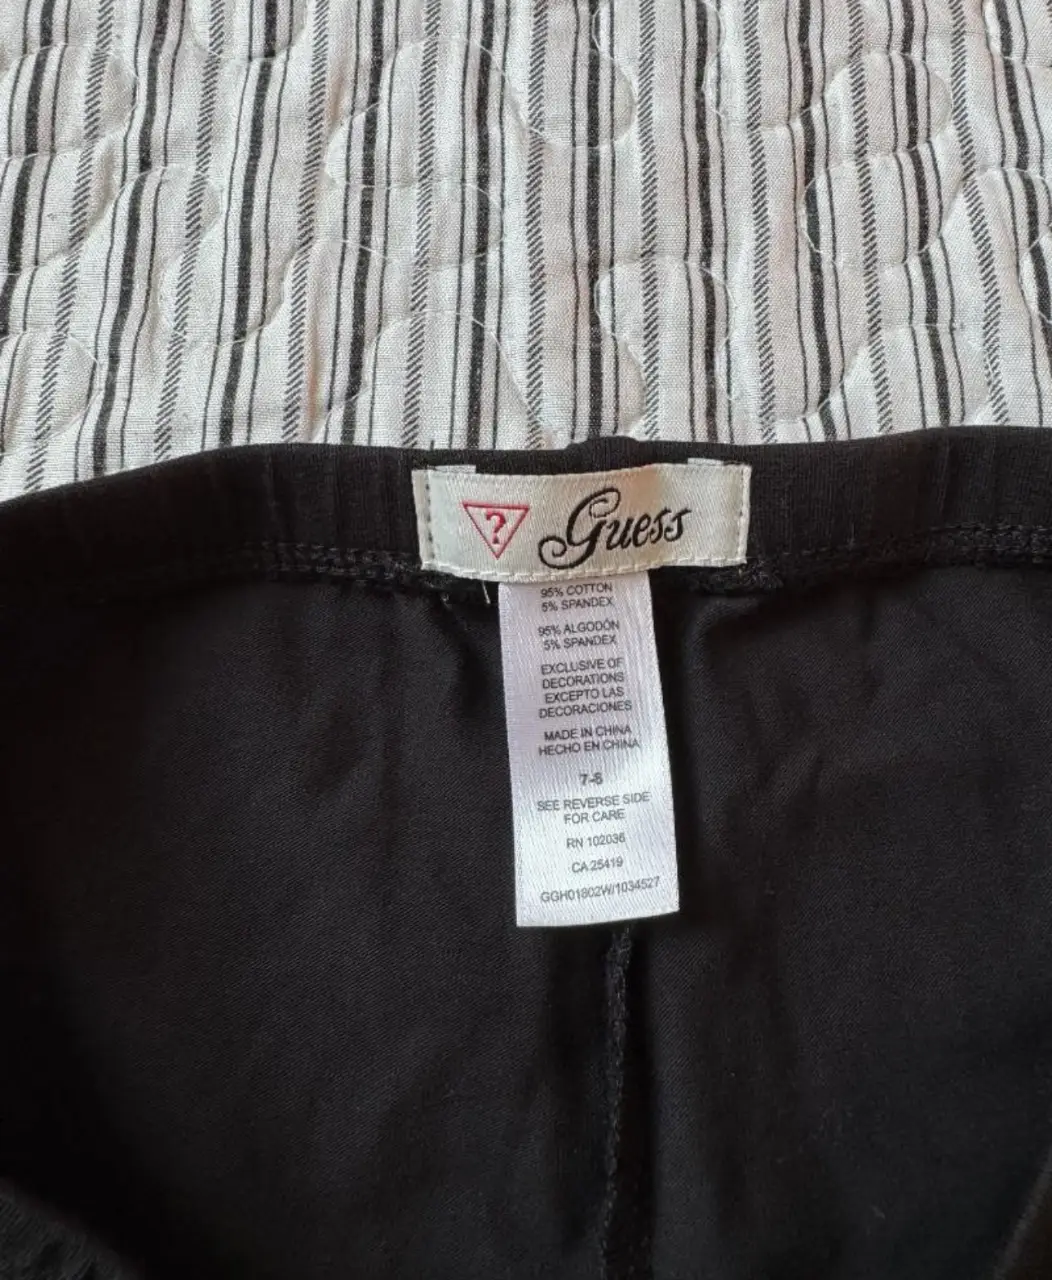 ? Guess
95% COTTON
5% SPANDEX
95% ALGODÓN
5% SPANDEX
EXCLUSIVE OF
DECORATIONS
EXCEPTO LAS
DECORACIONES
MADE IN CHINA
HECHO EN CHINA
7-8
SEE REVERSE SIDE
FOR CARE
RN 102036
CA 25419
GGH01802W/1034527